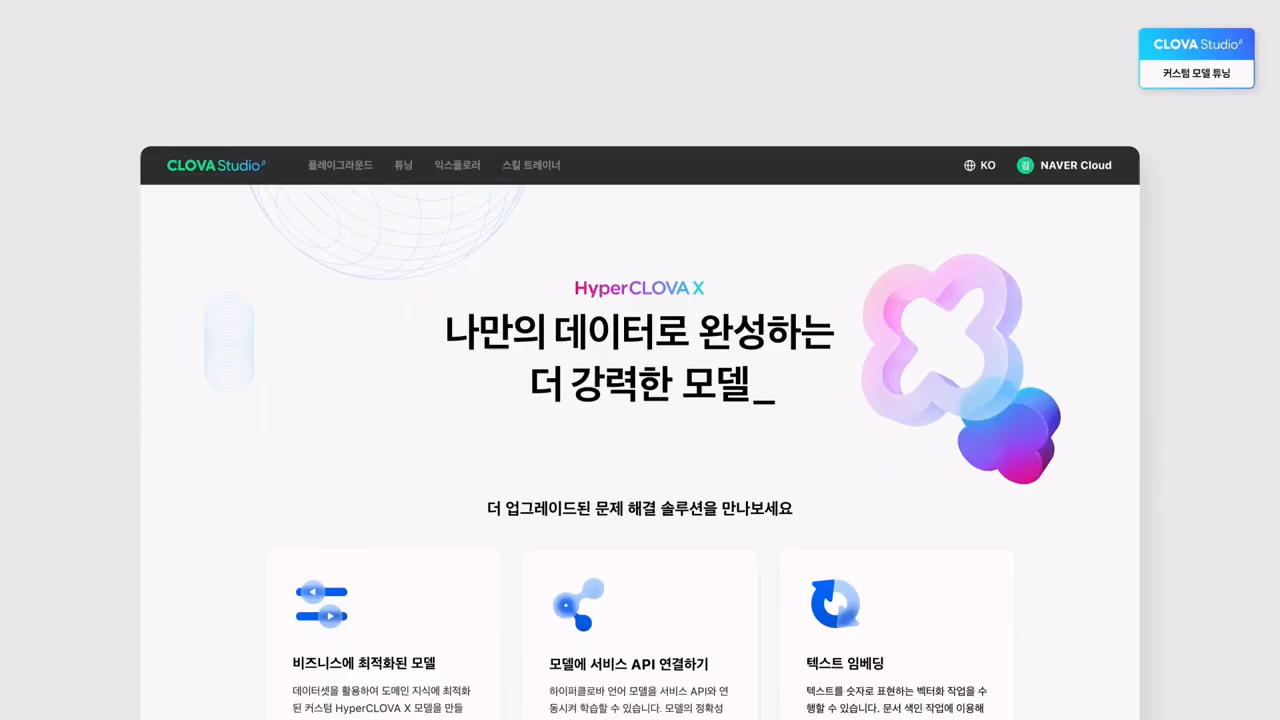 CLOVA Studio β
커스텀 모델 튜닝
CLOVA Studio β 플레이그라운드 튜닝 익스플로러 스킬 트레이너 KO 김 NAVER Cloud
HyperCLOVA X
나만의 데이터로 완성하는
더 강력한 모델_
더 업그레이드된 문제 해결 솔루션을 만나보세요
비즈니스에 최적화된 모델
데이터셋을 활용하여 도메인 지식에 최적화
된 커스텀 HyperCLOVA X 모델을 만들
모델에 서비스 API 연결하기
하이퍼클로바 언어 모델을 서비스 API와 연
동시켜 학습할 수 있습니다. 모델의 정확성
텍스트 임베딩
텍스트를 숫자로 표현하는 벡터화 작업을 수
행할 수 있습니다. 문서 색인 작업에 이용해